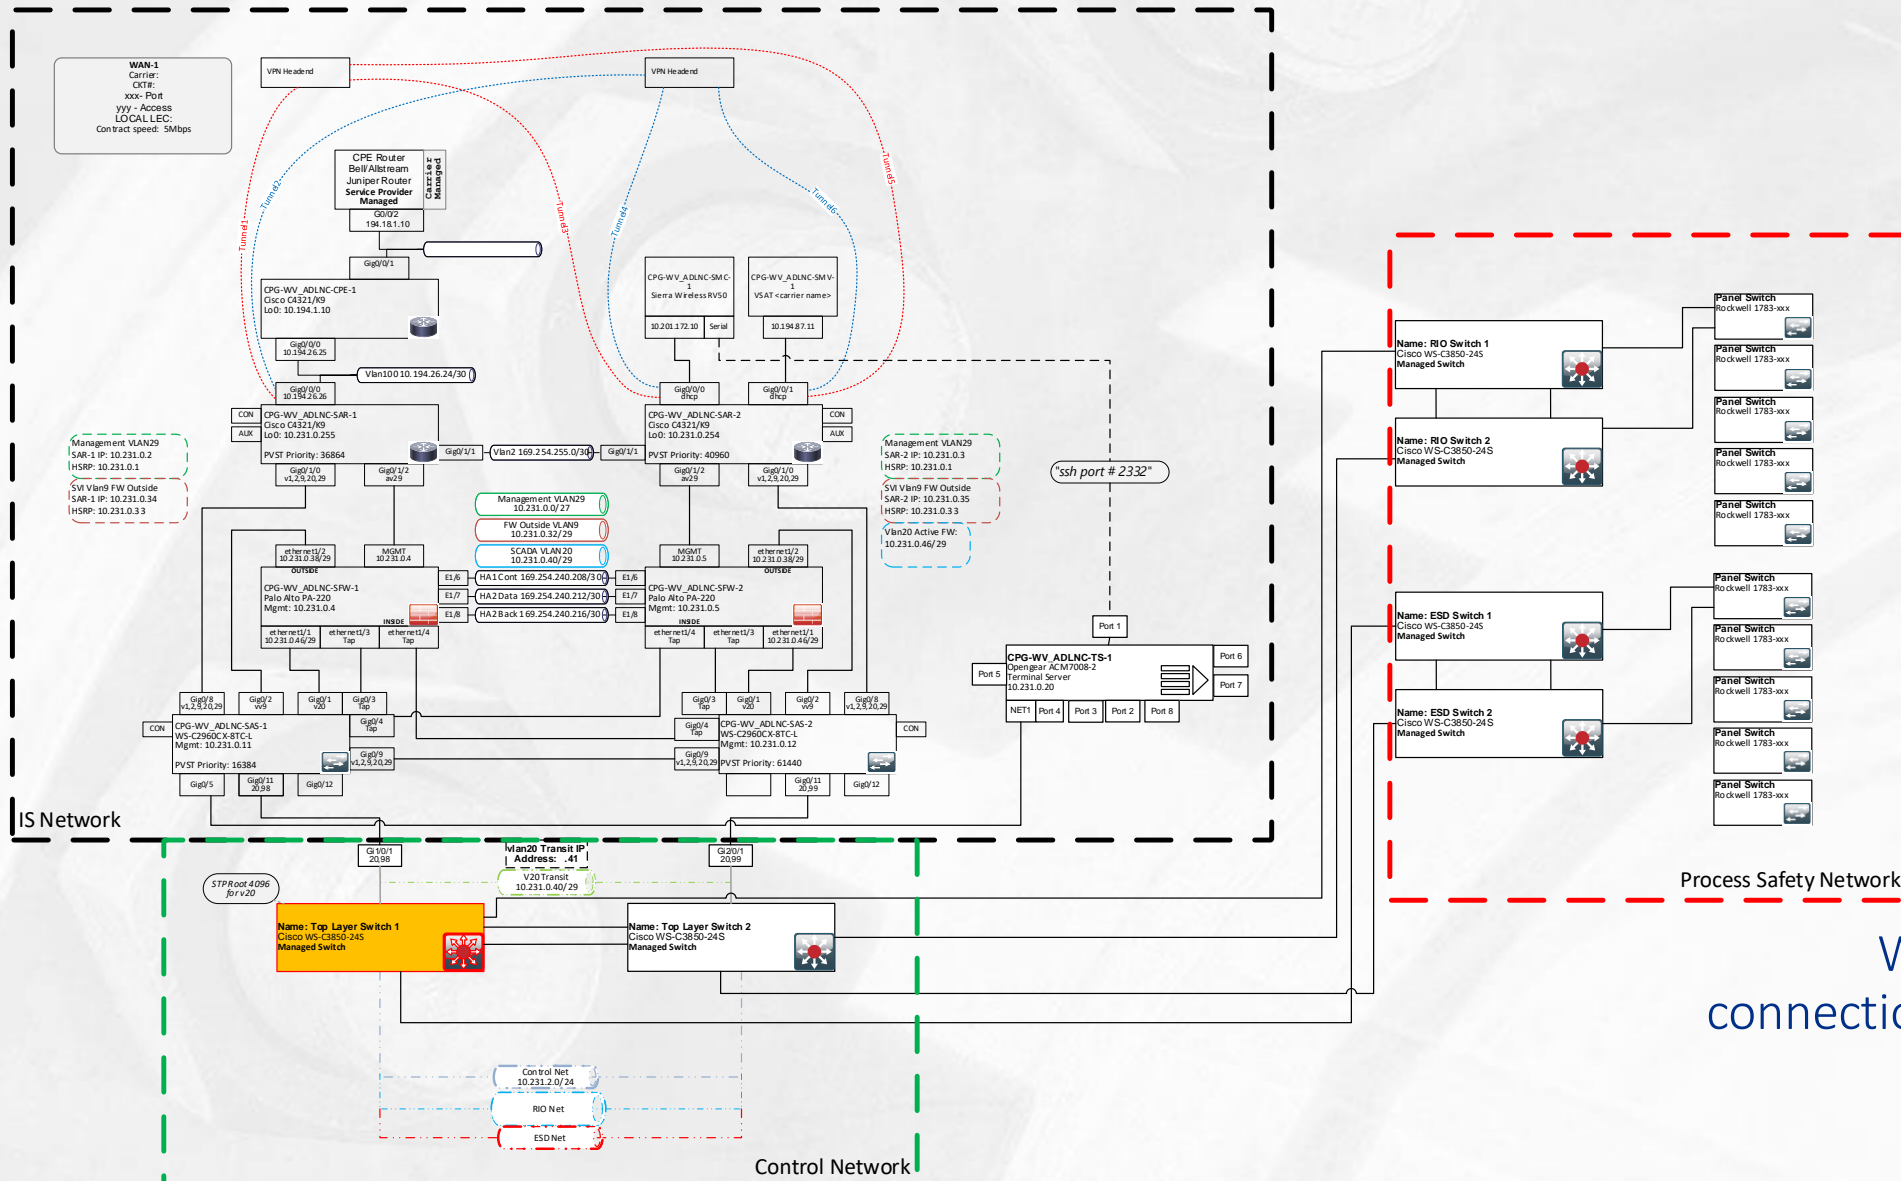 WAN-1
Carrier:
CKT#:
xxx- Port
yyy - Access
LOCAL LEC:
Contract speed: 5Mbps
VPN Headend
VPN Headend
CPE Router
Bell/Allstream
Juniper Router
Service Provider
Managed
Carrier
Managed
G0/0/2
194.18.1.10
Tunnel1
Tunnel2
Tunnel3
Tunnel4
Tunnel6
Tunnel5
Gig0/0/1
CPG-WV_ADLNC-CPE-1
Cisco C4321/K9
Lo0: 10.194.1.10
Gig0/0/0
10.194.26.25
Vlan100 10.194.26.24/30
CPG-WV_ADLNC-SMC-
1
Sierra Wireless RV50
10.201.172.10
Serial
CPG-WV_ADLNC-SMV-
1
VSAT <carrier name>
10.194.87.11
Gig0/0/0
10.194.26.26
CON
AUX
CPG-WV_ADLNC-SAR-1
Cisco C4321/K9
Lo0: 10.231.0.255
PVST Priority: 36864
Gig0/1/1
Vlan2 169.254.255.0/30
Gig0/1/1
Gig0/0/0
dhcp
Gig0/0/1
dhcp
CPG-WV_ADLNC-SAR-2
Cisco C4321/K9
Lo0: 10.231.0.254
PVST Priority: 40960
CON
AUX
Management VLAN29
SAR-1 IP: 10.231.0.2
HSRP: 10.231.0.1
SVI Vlan9 FW Outside
SAR-1 IP: 10.231.0.34
HSRP: 10.231.0.33
Management VLAN29
SAR-2 IP: 10.231.0.3
HSRP: 10.231.0.1
SVI Vlan9 FW Outside
SAR-2 IP: 10.231.0.35
HSRP: 10.231.0.33
Vlan20 Active FW:
10.231.0.46/29
Gig0/1/0
v1,2,9,20,29
Gig0/1/2
av29
Gig0/1/2
av29
Gig0/1/0
v1,2,9,20,29
Management VLAN29
10.231.0.0/27
FW Outside VLAN9
10.231.0.32/29
SCADA VLAN20
10.231.0.40/29
"ssh port # 2332"
ethernet1/2
10.231.0.38/29
OUTSIDE
MGMT
10.231.0.4
CPG-WV_ADLNC-SFW-1
Palo Alto PA-220
Mgmt: 10.231.0.4
INSIDE
E1/6
HA1 Cont 169.254.240.208/30
E1/6
E1/7
HA2 Data 169.254.240.212/30
E1/7
E1/8
HA2 Back 169.254.240.216/30
E1/8
MGMT
10.231.0.5
ethernet1/2
10.231.0.38/29
OUTSIDE
CPG-WV_ADLNC-SFW-2
Palo Alto PA-220
Mgmt: 10.231.0.5
INSIDE
ethernet1/1
10.231.0.46/29
ethernet1/3
Tap
ethernet1/4
Tap
ethernet1/4
Tap
ethernet1/3
Tap
ethernet1/1
10.231.0.46/29
Gig0/8
v1,2,9,20,29
Gig0/2
vv9
Gig0/1
v20
Gig0/3
Tap
CON
CPG-WV_ADLNC-SAS-1
WS-C2960CX-8TC-L
Mgmt: 10.231.0.11
PVST Priority: 16384
Gig0/4
Tap
Gig0/9
v1,2,9,20,29
Gig0/5
Gig0/11
20,98
Gig0/12
Gig0/3
Tap
Gig0/1
v20
Gig0/2
vv9
Gig0/8
v1,2,9,20,29
Gig0/4
Tap
Gig0/9
v1,2,9,20,29
CPG-WV_ADLNC-SAS-2
WS-C2960CX-8TC-L
Mgmt: 10.231.0.12
PVST Priority: 61440
CON
Gig0/11
20,99
Gig0/12
Port 1
CPG-WV_ADLNC-TS-1
Opengear ACM7008-2
Terminal Server
10.231.0.20
Port 5
Port 6
Port 7
NET1
Port 4
Port 3
Port 2
Port 8
IS Network
Gi1/0/1
20,98
Vlan20 Transit IP
Address: .41
V20 Transit
10.231.0.40/29
Gi2/0/1
20,99
STP Root 4096
for v20
Name: Top Layer Switch 1
Cisco WS-C3850-24S
Managed Switch
Name: Top Layer Switch 2
Cisco WS-C3850-24S
Managed Switch
Control Net
10.231.2.0/24
RIO Net
ESD Net
Control Network
Name: RIO Switch 1
Cisco WS-C3850-24S
Managed Switch
Name: RIO Switch 2
Cisco WS-C3850-24S
Managed Switch
Name: ESD Switch 1
Cisco WS-C3850-24S
Managed Switch
Name: ESD Switch 2
Cisco WS-C3850-24S
Managed Switch
Panel Switch
Rockwell 1783-xxx
Panel Switch
Rockwell 1783-xxx
Panel Switch
Rockwell 1783-xxx
Panel Switch
Rockwell 1783-xxx
Panel Switch
Rockwell 1783-xxx
Panel Switch
Rockwell 1783-xxx
Panel Switch
Rockwell 1783-xxx
Panel Switch
Rockwell 1783-xxx
Panel Switch
Rockwell 1783-xxx
Panel Switch
Rockwell 1783-xxx
Process Safety Network